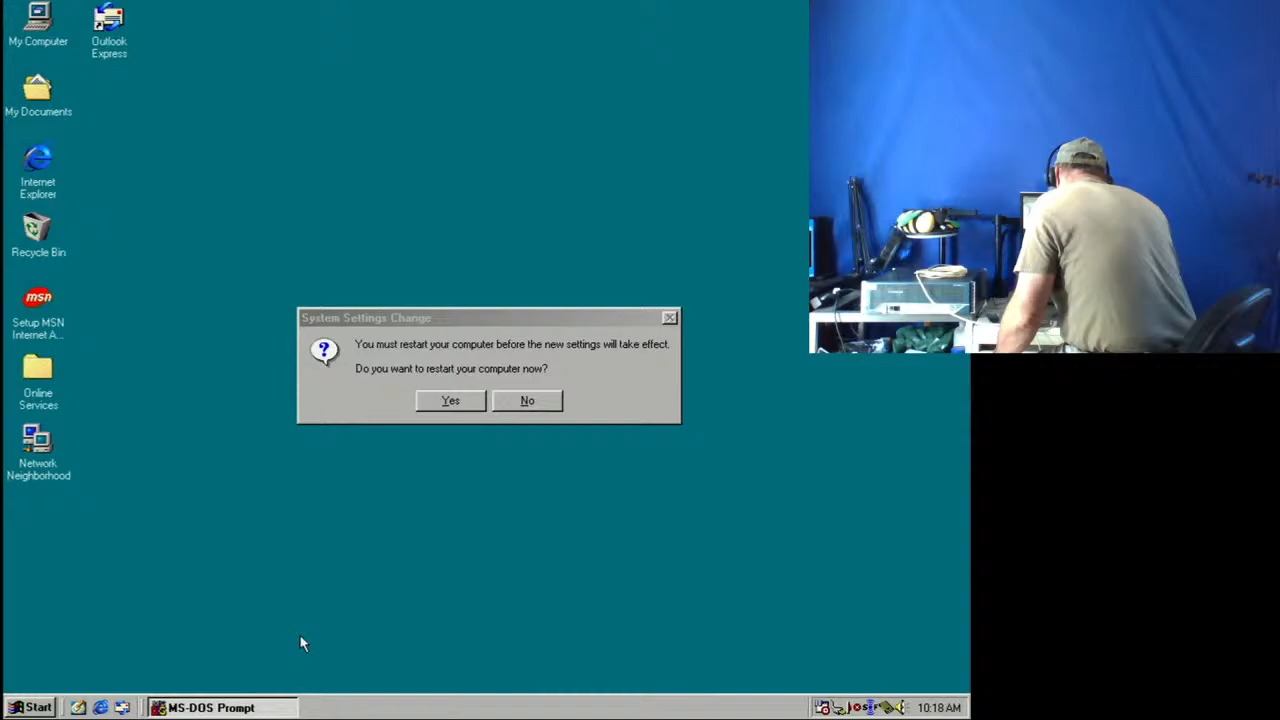 My Computer
Outlook
Express
My Documents
Internet
Explorer
Recycle Bin
msn
Setup MSN
Internet A...
Online
Services
Network
Neighborhood
System Settings Change
You must restart your computer before the new settings will take effect.
Do you want to restart your computer now?
Yes
No
Start
MS-DOS Prompt
10:18 AM